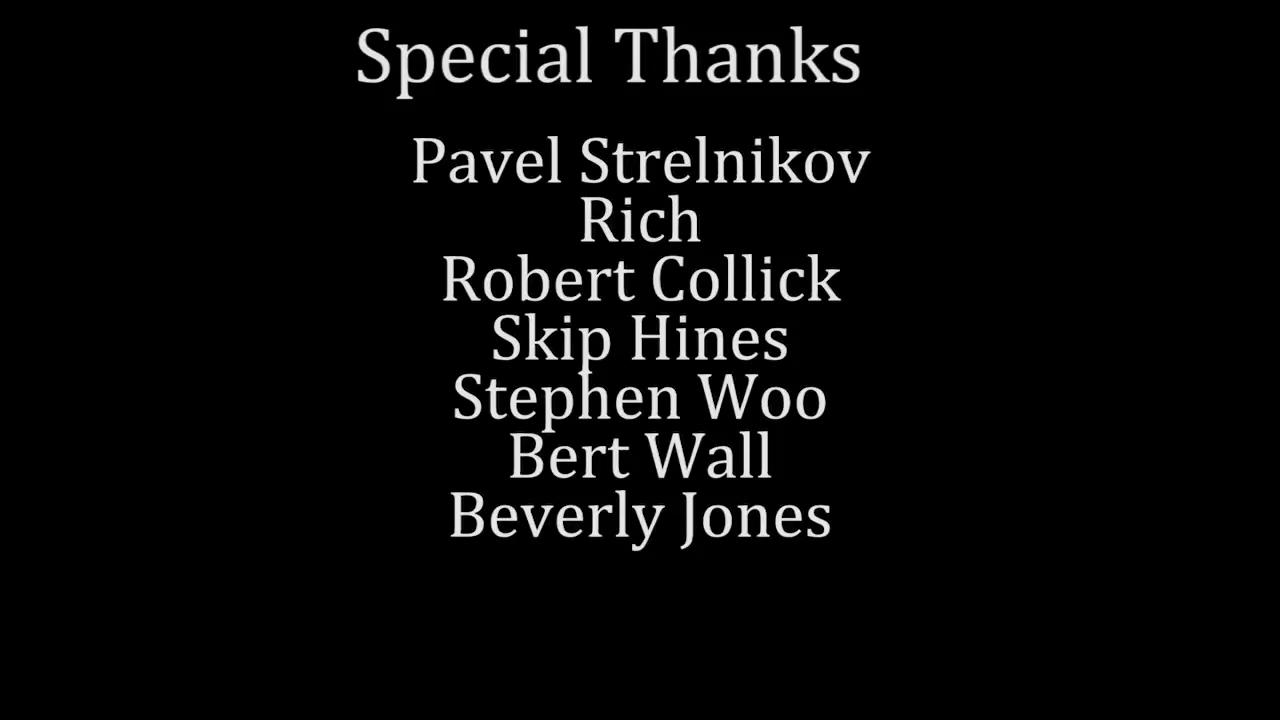 Special Thanks
Pavel Strelnikov
Rich
Robert Collick
Skip Hines
Stephen Woo
Bert Wall
Beverly Jones